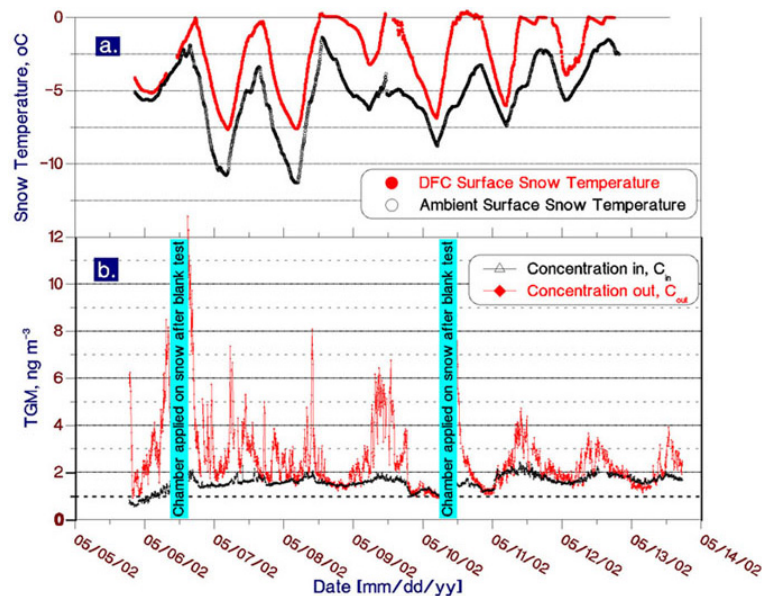 a.
Snow Temperature, oC
0
−5
−10
DFC Surface Snow Temperature
Ambient Surface Snow Temperature
b.
TGM, ng m⁻³
12
10
8
6
4
2
0
Chamber applied on snow after blank test
Chamber applied on snow after blank test
Concentration in, C_in
Concentration out, C_out
05/05/02
05/06/02
05/07/02
05/08/02
05/09/02
05/10/02
05/11/02
05/12/02
05/13/02
05/14/02
Date [mm/dd/yy]